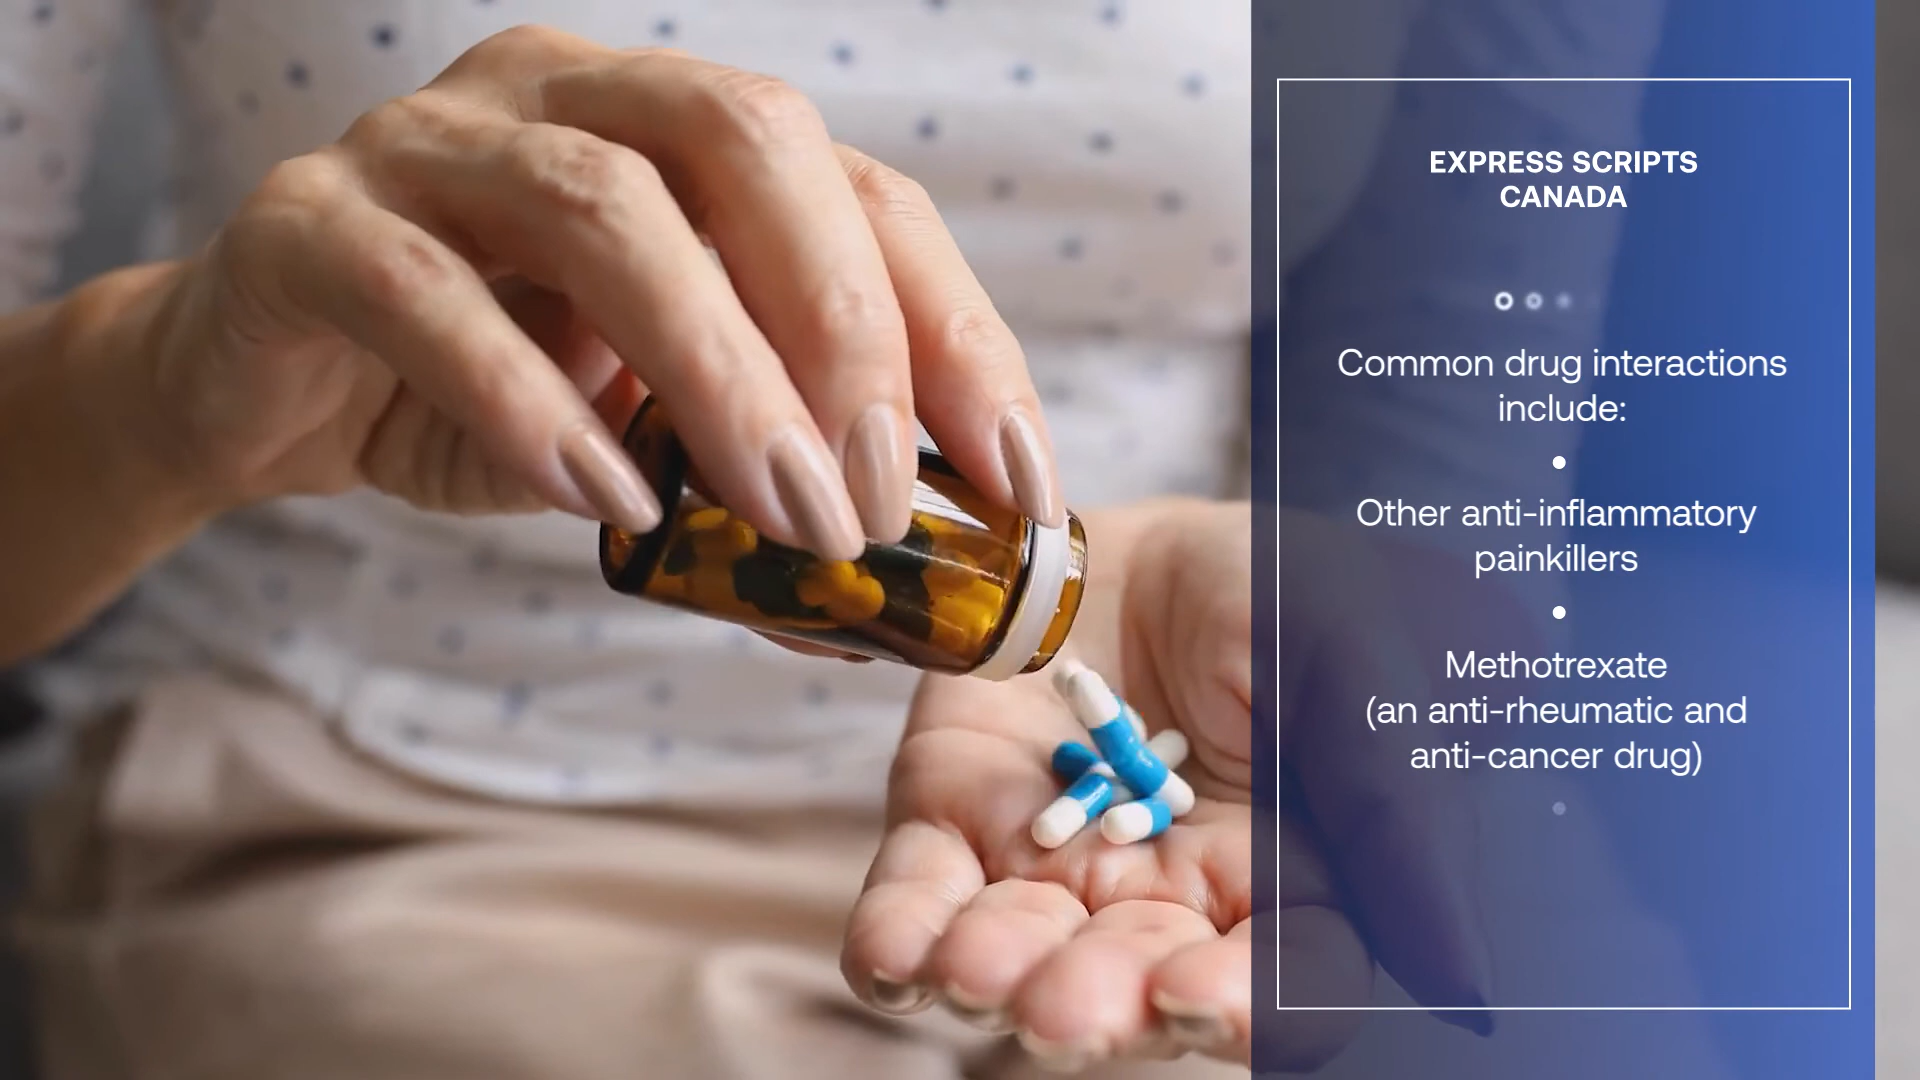 EXPRESS SCRIPTS
CANADA
Common drug interactions
include:
Other anti-inflammatory
painkillers
Methotrexate
(an anti-rheumatic and
anti-cancer drug)